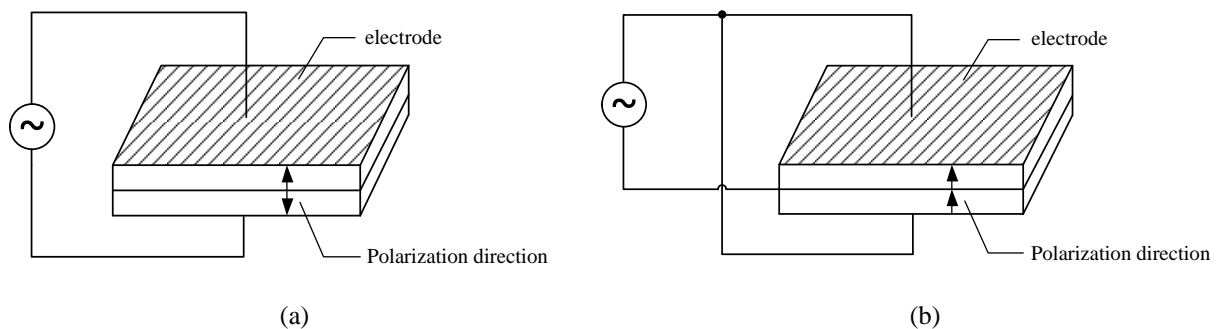 electrode
Polarization direction
(a)
electrode
Polarization direction
(b)